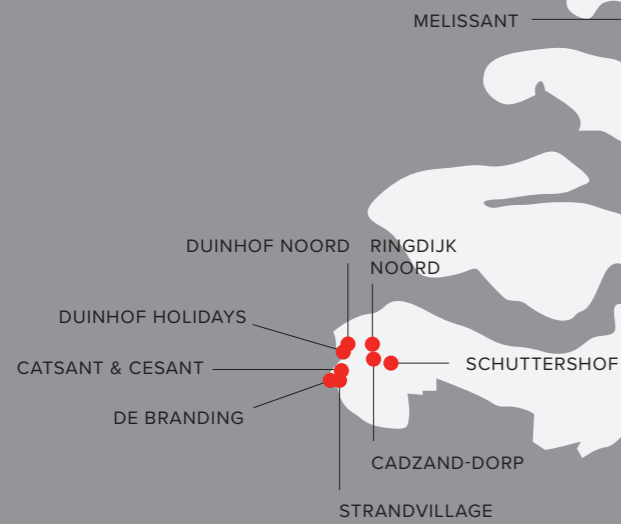 MELISSANT
DUINHOF NOORD
RINGDIJK
NOORD
DUINHOF HOLIDAYS
CATSANT & CESANT
SCHUTTERSHOF
DE BRANDING
CADZAND-DORP
STRANDVILLAGE